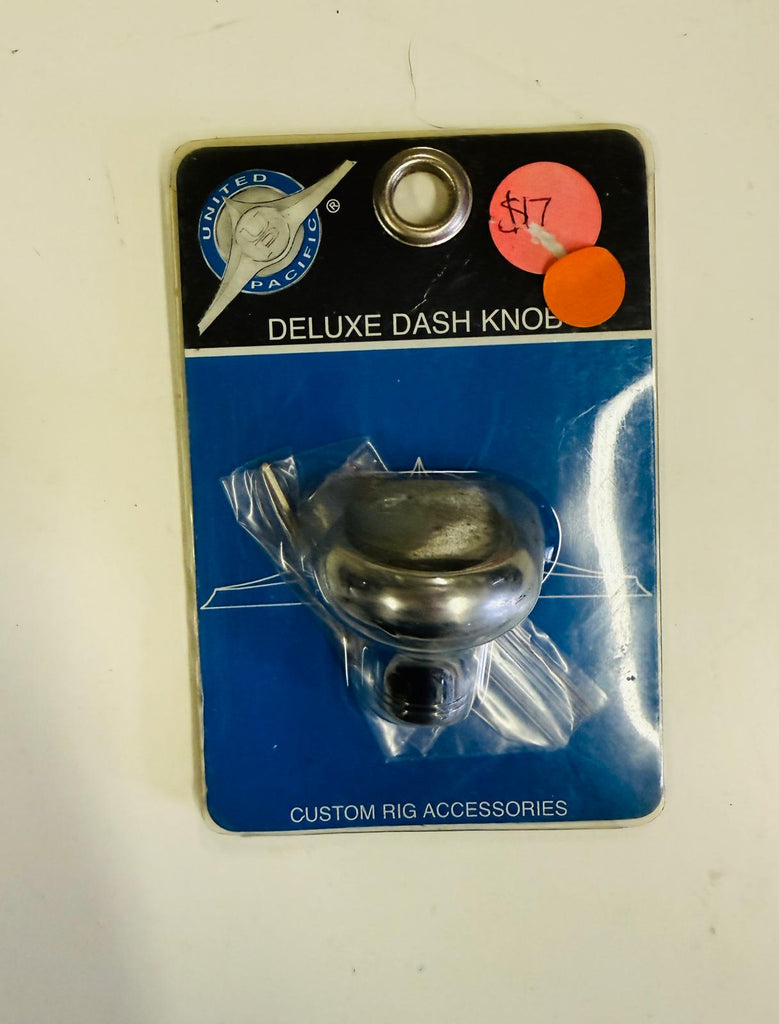 UNITED
PACIFIC
®
$17
DELUXE DASH KNOB
CUSTOM RIG ACCESSORIES